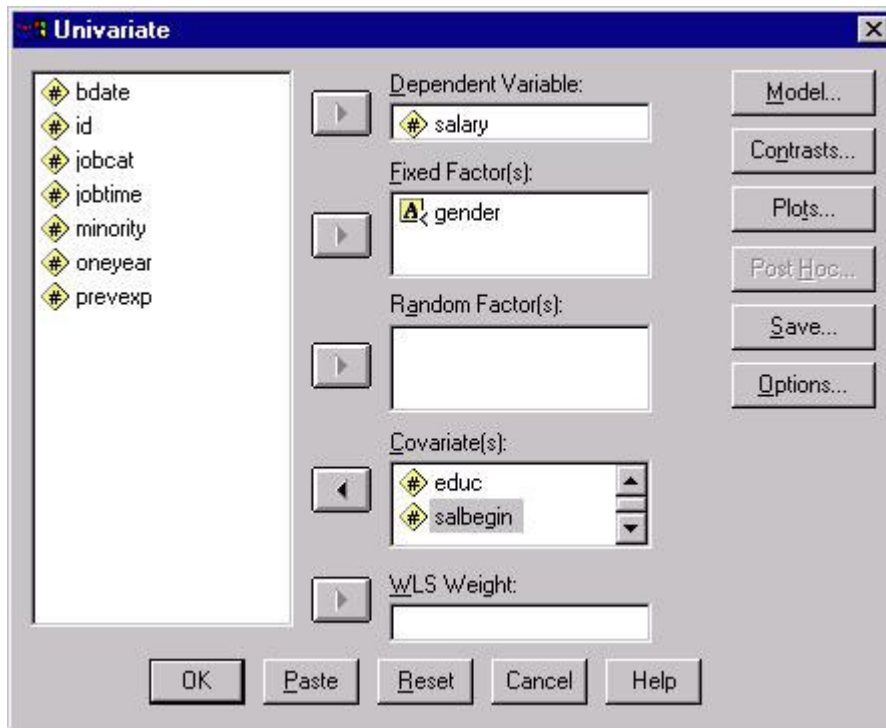 Univariate
bdate
id
jobcat
jobtime
minority
oneyear
prevexp
Dependent Variable:
salary
Fixed Factor(s):
gender
Random Factor(s):
Covariate(s):
educ
salbegin
WLS Weight:
Model...
Contrasts...
Plots...
Post Hoc...
Save...
Options...
OK
Paste
Reset
Cancel
Help